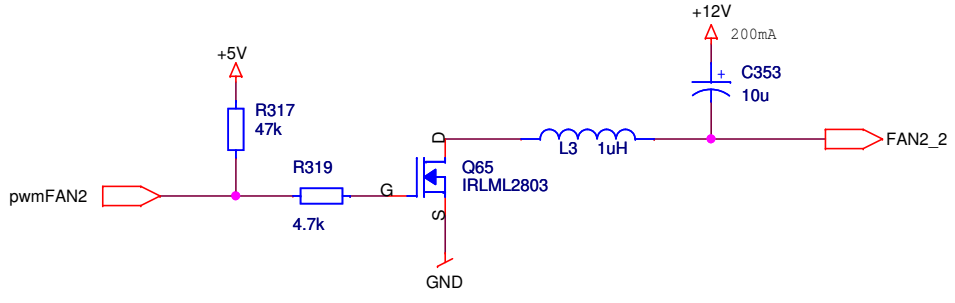 +12V
200mA
+5V
+
C353
10u
R317
47k
D
FAN2_2
L3 1uH
R319
Q65
IRLML2803
G
pwmFAN2
S
4.7k
GND